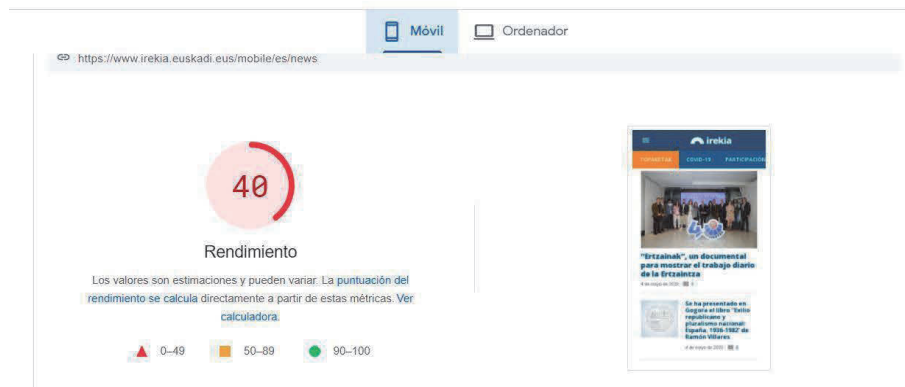 Móvil
Ordenador
https://www.irekia.euskadi.eus/mobile/es/news
40
Rendimiento
Los valores son estimaciones y pueden variar. La puntuación del
rendimiento se calcula directamente a partir de estas métricas. Ver
calculadora.
0–49
50–89
90–100
irekia
COVID-19
PARTICIPACIÓN
"Ertzainak", un documental
para mostrar el trabajo diario
de la Ertzaintza
Se ha presentado en
Gogora el libro "Exilio
republicano y
pluralismo nacional:
España, 1936-1982' de
Ramón Villares